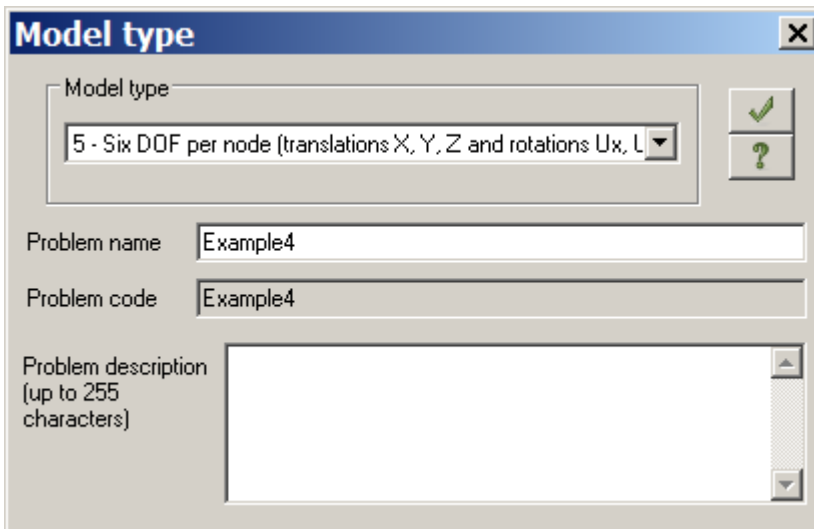 Model type
Model type
5 - Six DOF per node (translations X, Y, Z and rotations Ux, U
?
Problem name
Example4
Problem code
Example4
Problem description
(up to 255
characters)